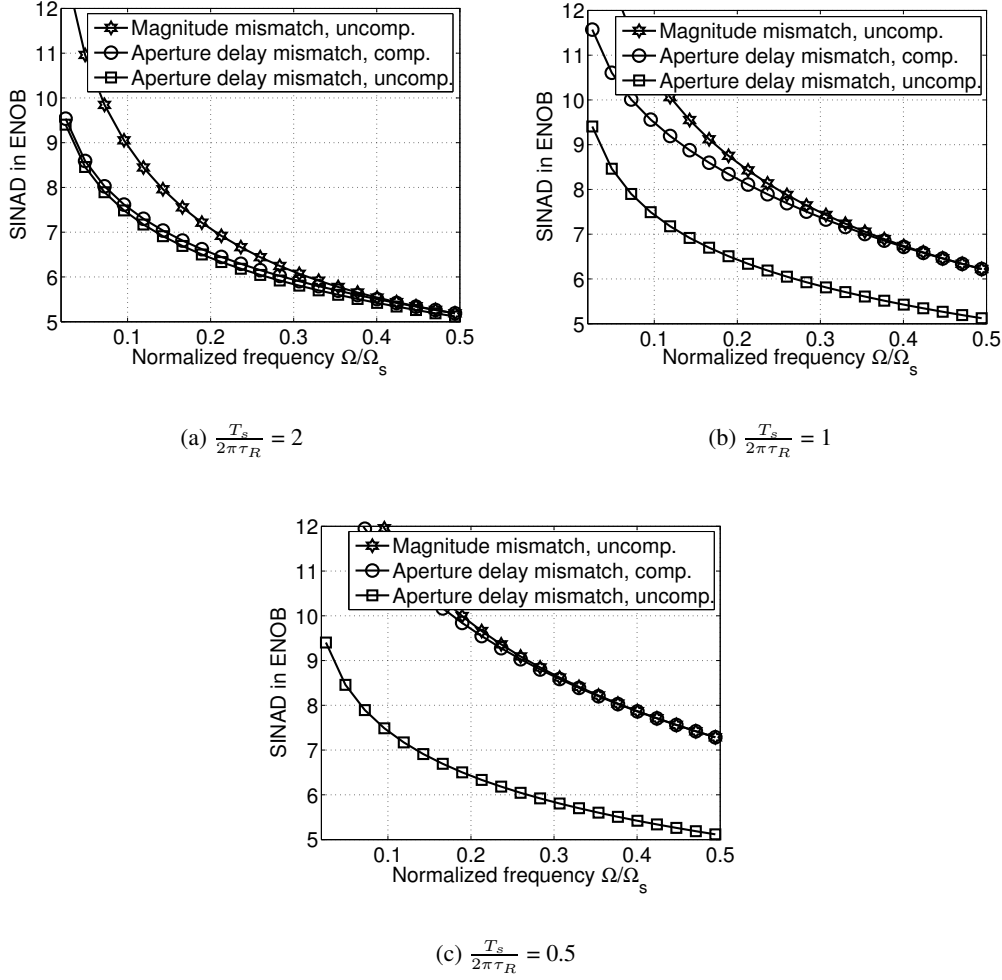 12
11
10
9
8
7
6
5
SINAD in ENOB
Magnitude mismatch, uncomp.
Aperture delay mismatch, comp.
Aperture delay mismatch, uncomp.
0.1 0.2 0.3 0.4 0.5
Normalized frequency Ω/Ω_s
(a) T_s/2πτ_R = 2
12
11
10
9
8
7
6
5
SINAD in ENOB
Magnitude mismatch, uncomp.
Aperture delay mismatch, comp.
Aperture delay mismatch, uncomp.
0.1 0.2 0.3 0.4 0.5
Normalized frequency Ω/Ω_s
(b) T_s/2πτ_R = 1
12
11
10
9
8
7
6
5
SINAD in ENOB
Magnitude mismatch, uncomp.
Aperture delay mismatch, comp.
Aperture delay mismatch, uncomp.
0.1 0.2 0.3 0.4 0.5
Normalized frequency Ω/Ω_s
(c) T_s/2πτ_R = 0.5